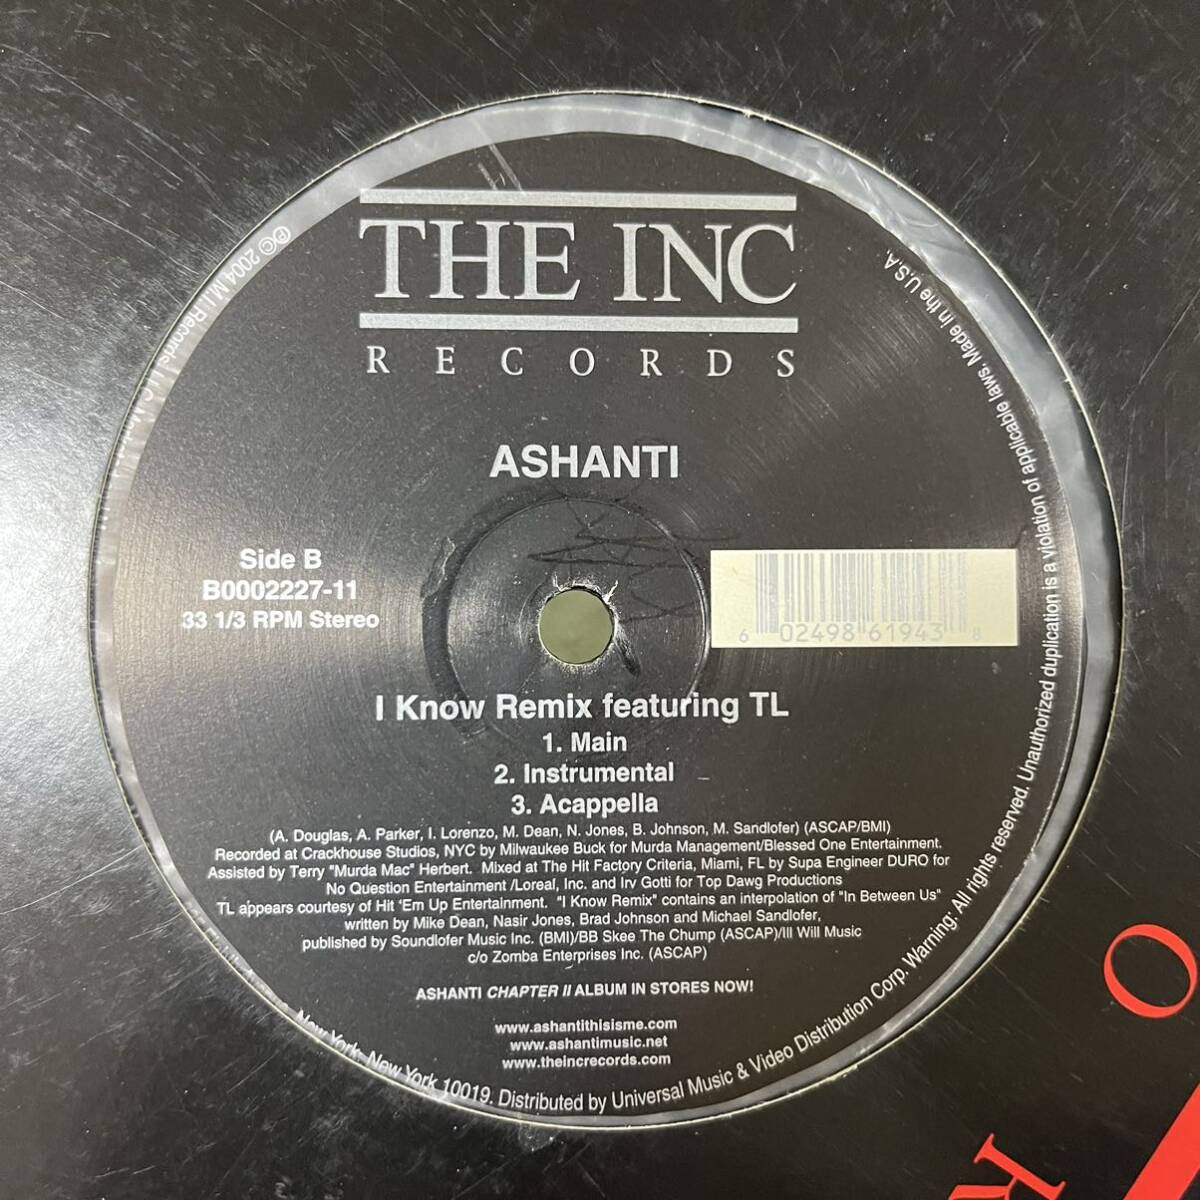 THE INC
RECORDS
ASHANTI
Side B
B0002227-11
33 1/3 RPM Stereo
6 02498 61943 8
I Know Remix featuring TL
1. Main
2. Instrumental
3. Acappella
(A. Douglas, A. Parker, I. Lorenzo, M. Dean, N. Jones, B. Johnson, M. Sandlofer) (ASCAP/BMI)
Recorded at Crackhouse Studios, NYC by Milwaukee Buck for Murda Management/Blessed One Entertainment.
Assisted by Terry "Murda Mac" Herbert. Mixed at The Hit Factory Criteria, Miami, FL by Supa Engineer DURO for
No Question Entertainment /Loreal, Inc. and Irv Gotti for Top Dawg Productions
TL appears courtesy of Hit 'Em Up Entertainment. "I Know Remix" contains an interpolation of "In Between Us"
written by Mike Dean, Nasir Jones, Brad Johnson and Michael Sandlofer,
published by Soundlofer Music Inc. (BMI)/BB Skee The Chump (ASCAP)/Ill Will Music
c/o Zomba Enterprises Inc. (ASCAP)
ASHANTI CHAPTER II ALBUM IN STORES NOW!
www.ashantithisisme.com
www.ashantimusic.net
www.theincrecords.com
℗© 2004 M.I. Records
New York, New York 10019. Distributed by Universal Music & Video Distribution Corp. Warning: All rights reserved. Unauthorized duplication is a violation of applicable laws. Made in the U.S.A
O
R